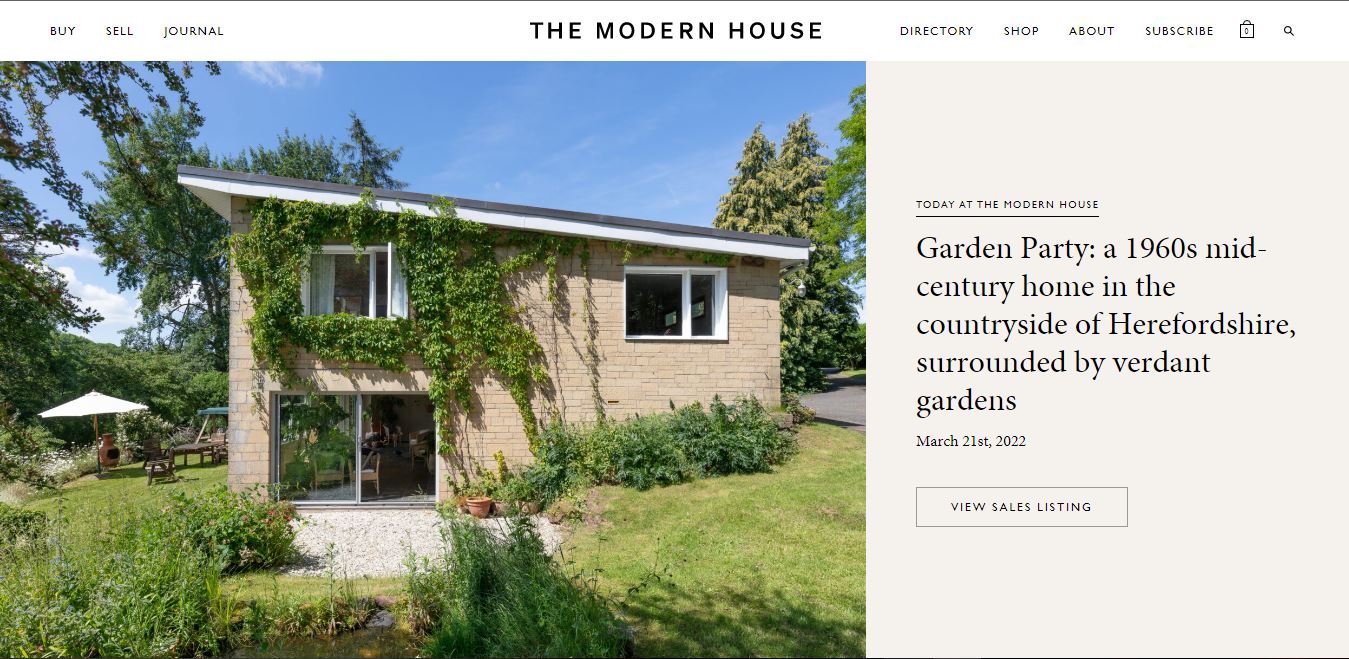 BUY SELL JOURNAL THE MODERN HOUSE DIRECTORY SHOP ABOUT SUBSCRIBE 0
TODAY AT THE MODERN HOUSE
Garden Party: a 1960s mid-
century home in the
countryside of Herefordshire,
surrounded by verdant
gardens
March 21st, 2022
VIEW SALES LISTING